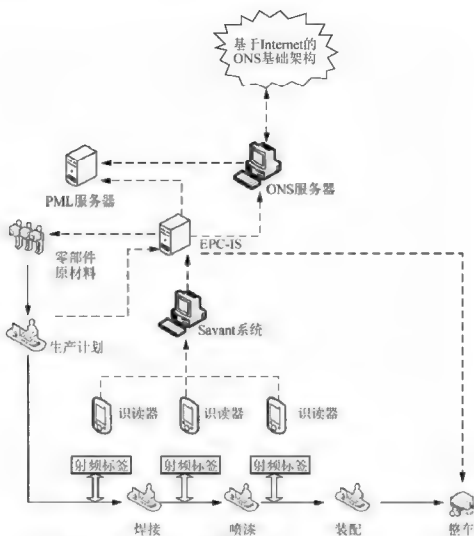 基于Internet的
ONS基础架构
PML服务器
ONS服务器
零部件
原材料
EPC-IS
生产计划
Savant系统
识读器
识读器
识读器
射频标签
射频标签
射频标签
焊接
喷漆
装配
整车